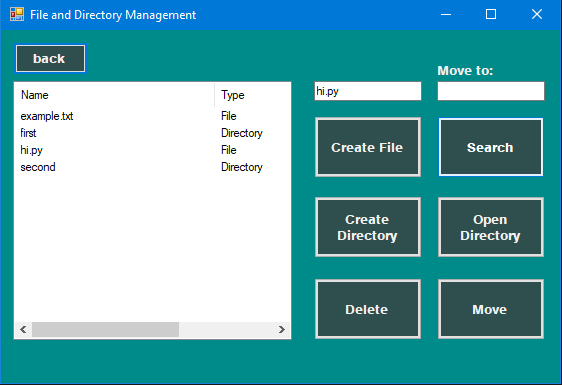 File and Directory Management
back
Move to:
Name Type
example.txt File
first Directory
hi.py File
second Directory
hi.py
Create File
Search
Create
Directory
Open
Directory
Delete
Move